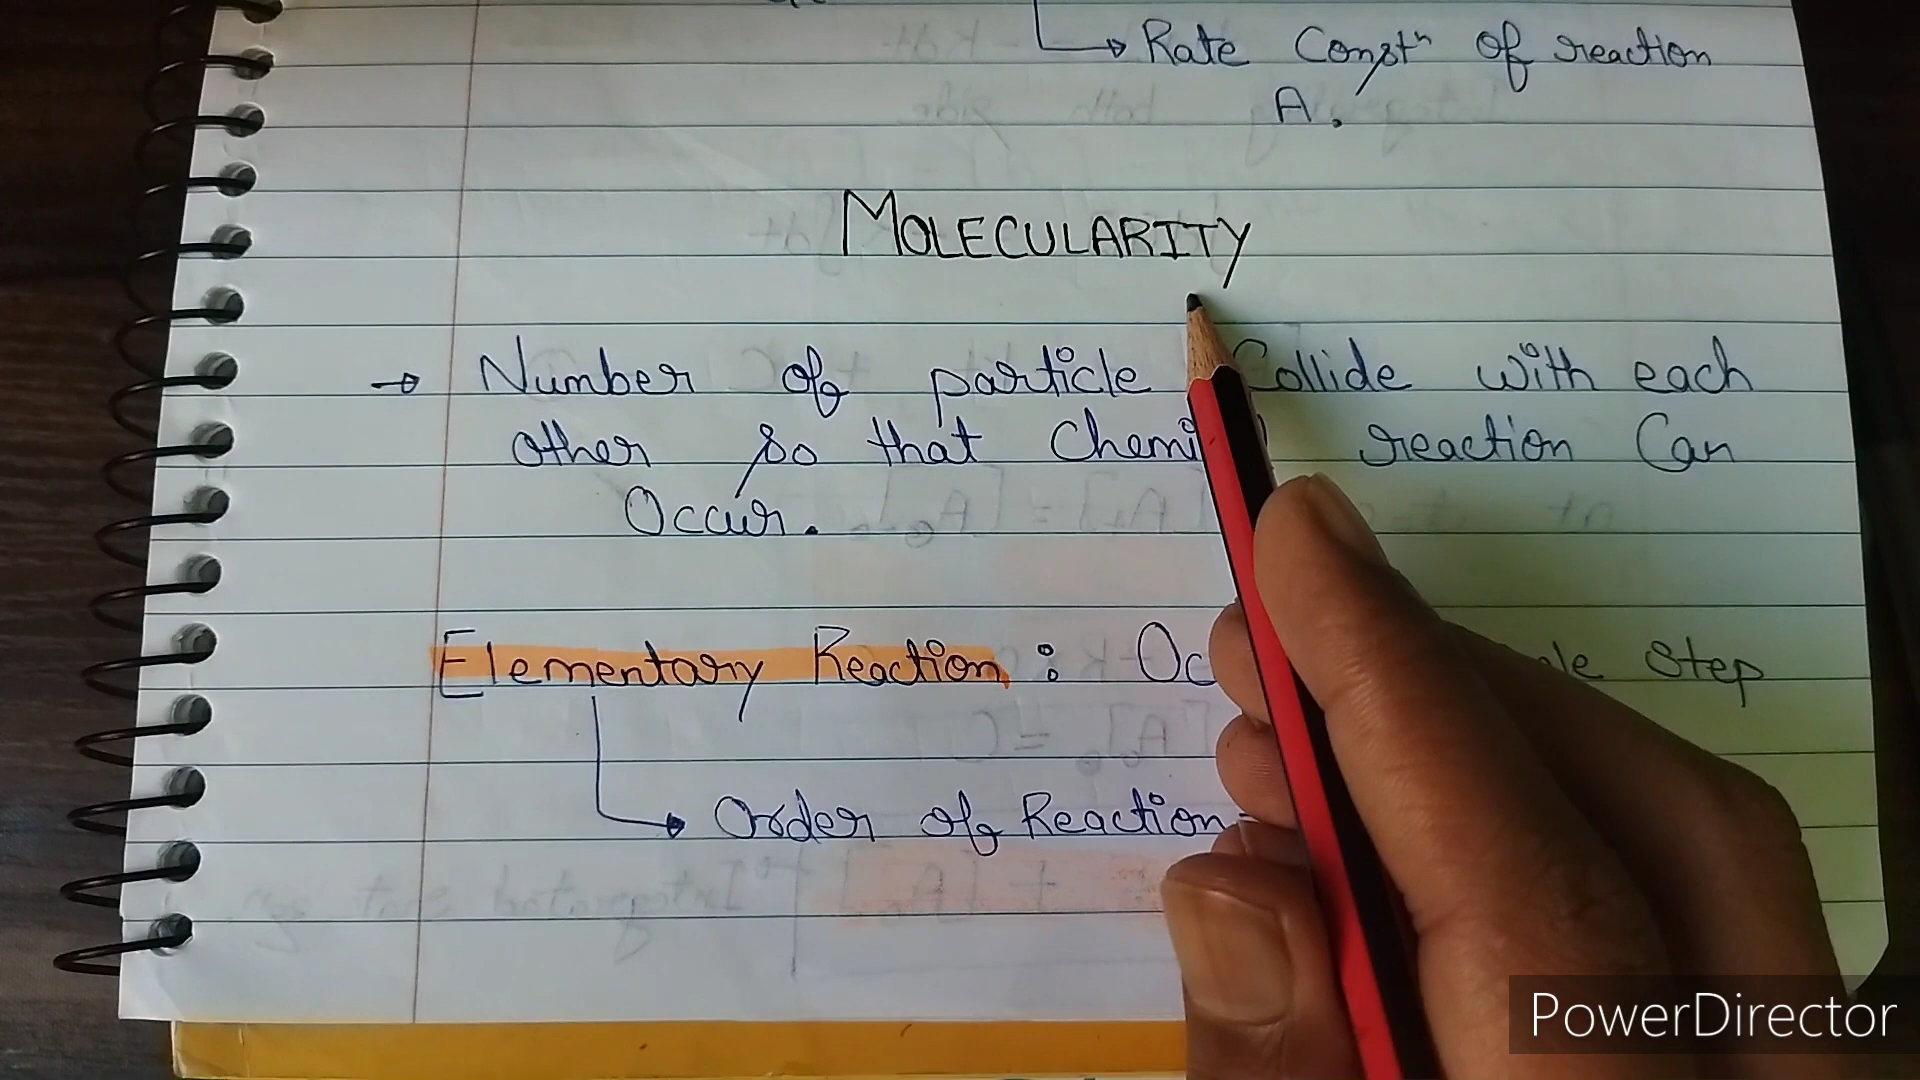 Rate Constn of reaction
A.
MOLECULARITY
→ Number of particle Collide with each
other so that Chemi reaction Can
Occur.
Elementary Reaction : Oc step
Order of Reaction
PowerDirector